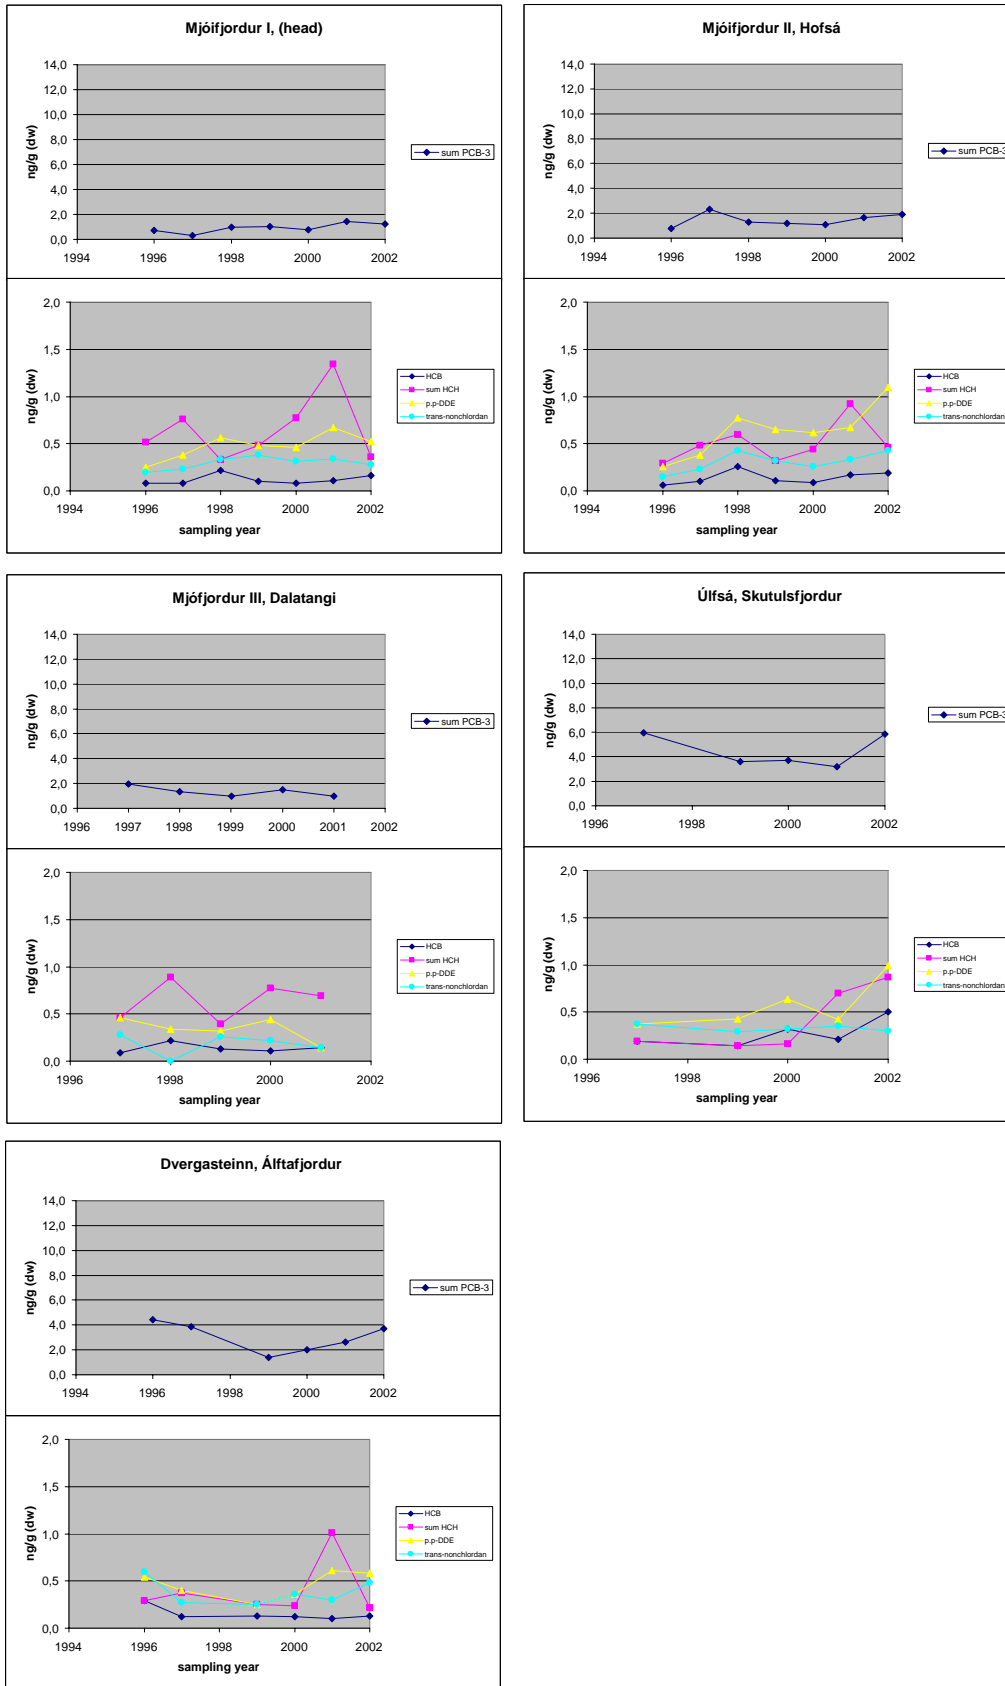 Mjóifjordur I, (head)
14,0
12,0
10,0
8,0
6,0
4,0
2,0
0,0
ng/g (dw)
1994 1996 1998 2000 2002
sum PCB-3
2,0
1,5
1,0
0,5
0,0
ng/g (dw)
1994 1996 1998 2000 2002
sampling year
HCB
sum HCH
p.p-DDE
trans-nonchlordan
Mjóifjordur II, Hofsá
14,0
12,0
10,0
8,0
6,0
4,0
2,0
0,0
ng/g (dw)
1994 1996 1998 2000 2002
sum PCB-3
2,0
1,5
1,0
0,5
0,0
ng/g (dw)
1994 1996 1998 2000 2002
sampling year
HCB
sum HCH
p.p-DDE
trans-nonchlordan
Mjófjordur III, Dalatangi
14,0
12,0
10,0
8,0
6,0
4,0
2,0
0,0
ng/g (dw)
1996 1997 1998 1999 2000 2001 2002
sum PCB-3
2,0
1,5
1,0
0,5
0,0
ng/g (dw)
1996 1998 2000 2002
sampling year
HCB
sum HCH
p.p-DDE
trans-nonchlordan
Úlfsá, Skutulsfjordur
14,0
12,0
10,0
8,0
6,0
4,0
2,0
0,0
ng/g (dw)
1996 1998 2000 2002
sum PCB-3
2,0
1,5
1,0
0,5
0,0
ng/g (dw)
1996 1998 2000 2002
sampling year
HCB
sum HCH
p.p-DDE
trans-nonchlordan
Dvergasteinn, Álftafjordur
14,0
12,0
10,0
8,0
6,0
4,0
2,0
0,0
ng/g (dw)
1994 1996 1998 2000 2002
sum PCB-3
2,0
1,5
1,0
0,5
0,0
ng/g (dw)
1994 1996 1998 2000 2002
sampling year
HCB
sum HCH
p.p-DDE
trans-nonchlordan